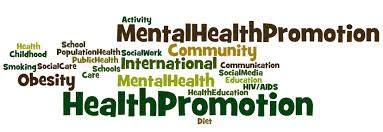 Activity
MentalHealthPromotion
Health School SocialWork Community
Childhood PopulationHealth
PublicHealth International Communication
Smoking SocialCare Schools SocialMedia
Obesity Care MentalHealth Education
HealthEducation HIV/AIDS
HealthPromotion
Diet